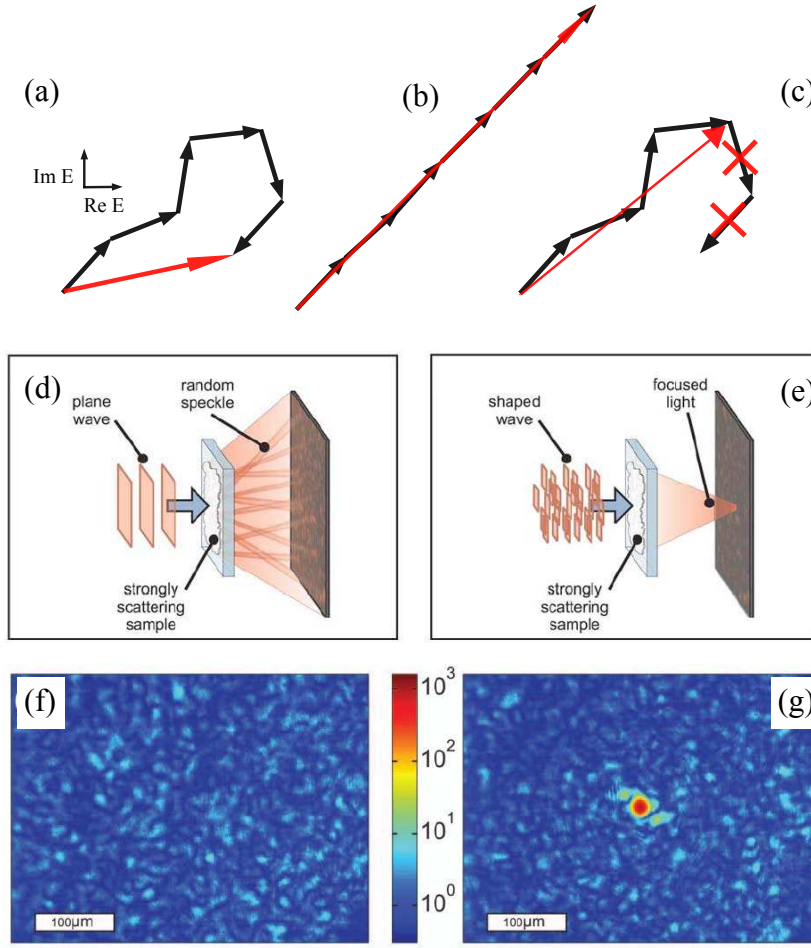 (a)
(b)
(c)
Im E
Re E
(d)
plane
wave
random
speckle
strongly
scattering
sample
(e)
shaped
wave
focused
light
strongly
scattering
sample
(f)
100μm
10³
10²
10¹
10⁰
(g)
100μm